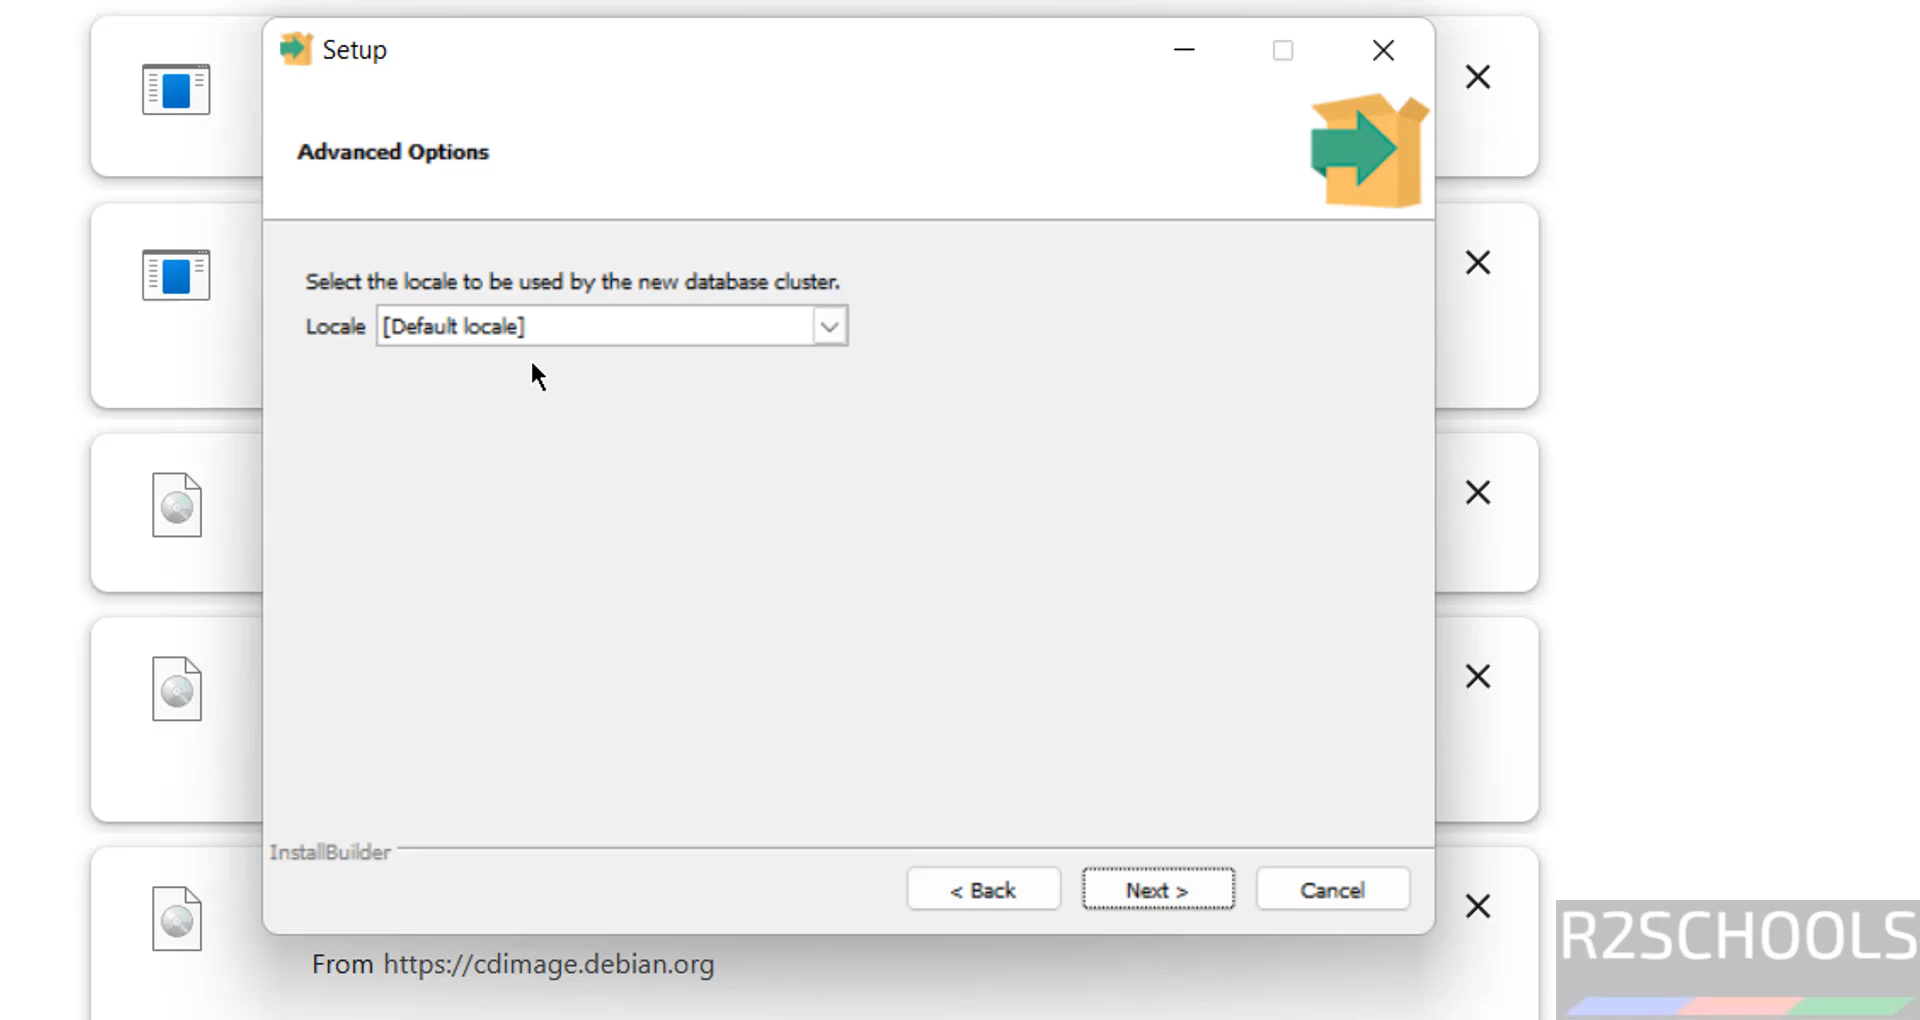 Setup
Advanced Options
Select the locale to be used by the new database cluster.
Locale [Default locale]
InstallBuilder
< Back Next > Cancel
From https://cdimage.debian.org
R2SCHOOLS